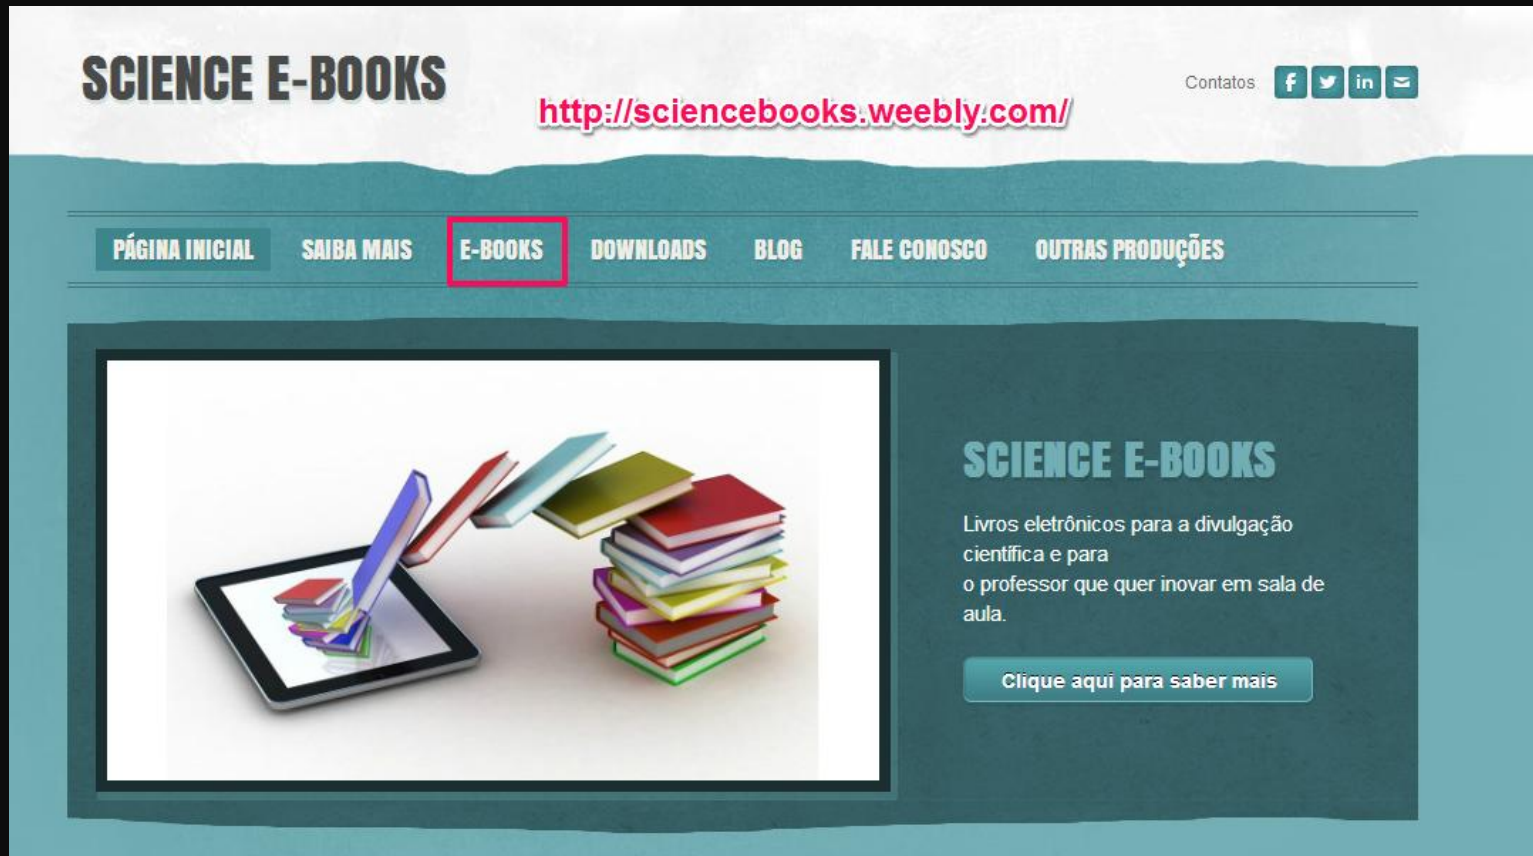 SCIENCE E-BOOKS
http://sciencebooks.weebly.com/
Contatos
PÁGINA INICIAL SAIBA MAIS E-BOOKS DOWNLOADS BLOG FALE CONOSCO OUTRAS PRODUÇÕES
SCIENCE E-BOOKS
Livros eletrônicos para a divulgação
científica e para
o professor que quer inovar em sala de
aula.
Clique aqui para saber mais